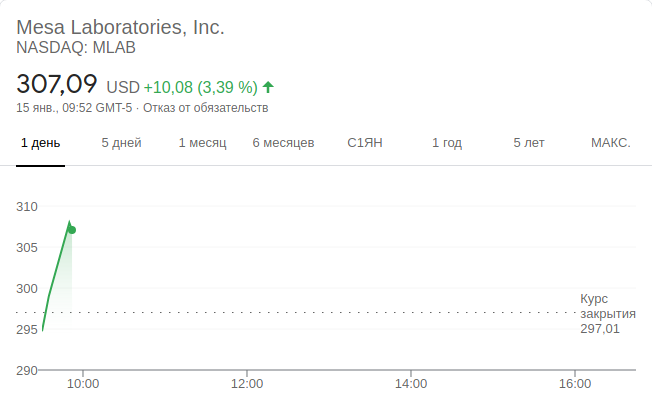 Mesa Laboratories, Inc.
NASDAQ: MLAB
307,09 USD +10,08 (3,39 %)
15 янв., 09:52 GMT-5 · Отказ от обязательств
1 день 5 дней 1 месяц 6 месяцев С1ЯН 1 год 5 лет МАКС.
310
305
300
Курс
закрытия
297,01
295
290
10:00 12:00 14:00 16:00